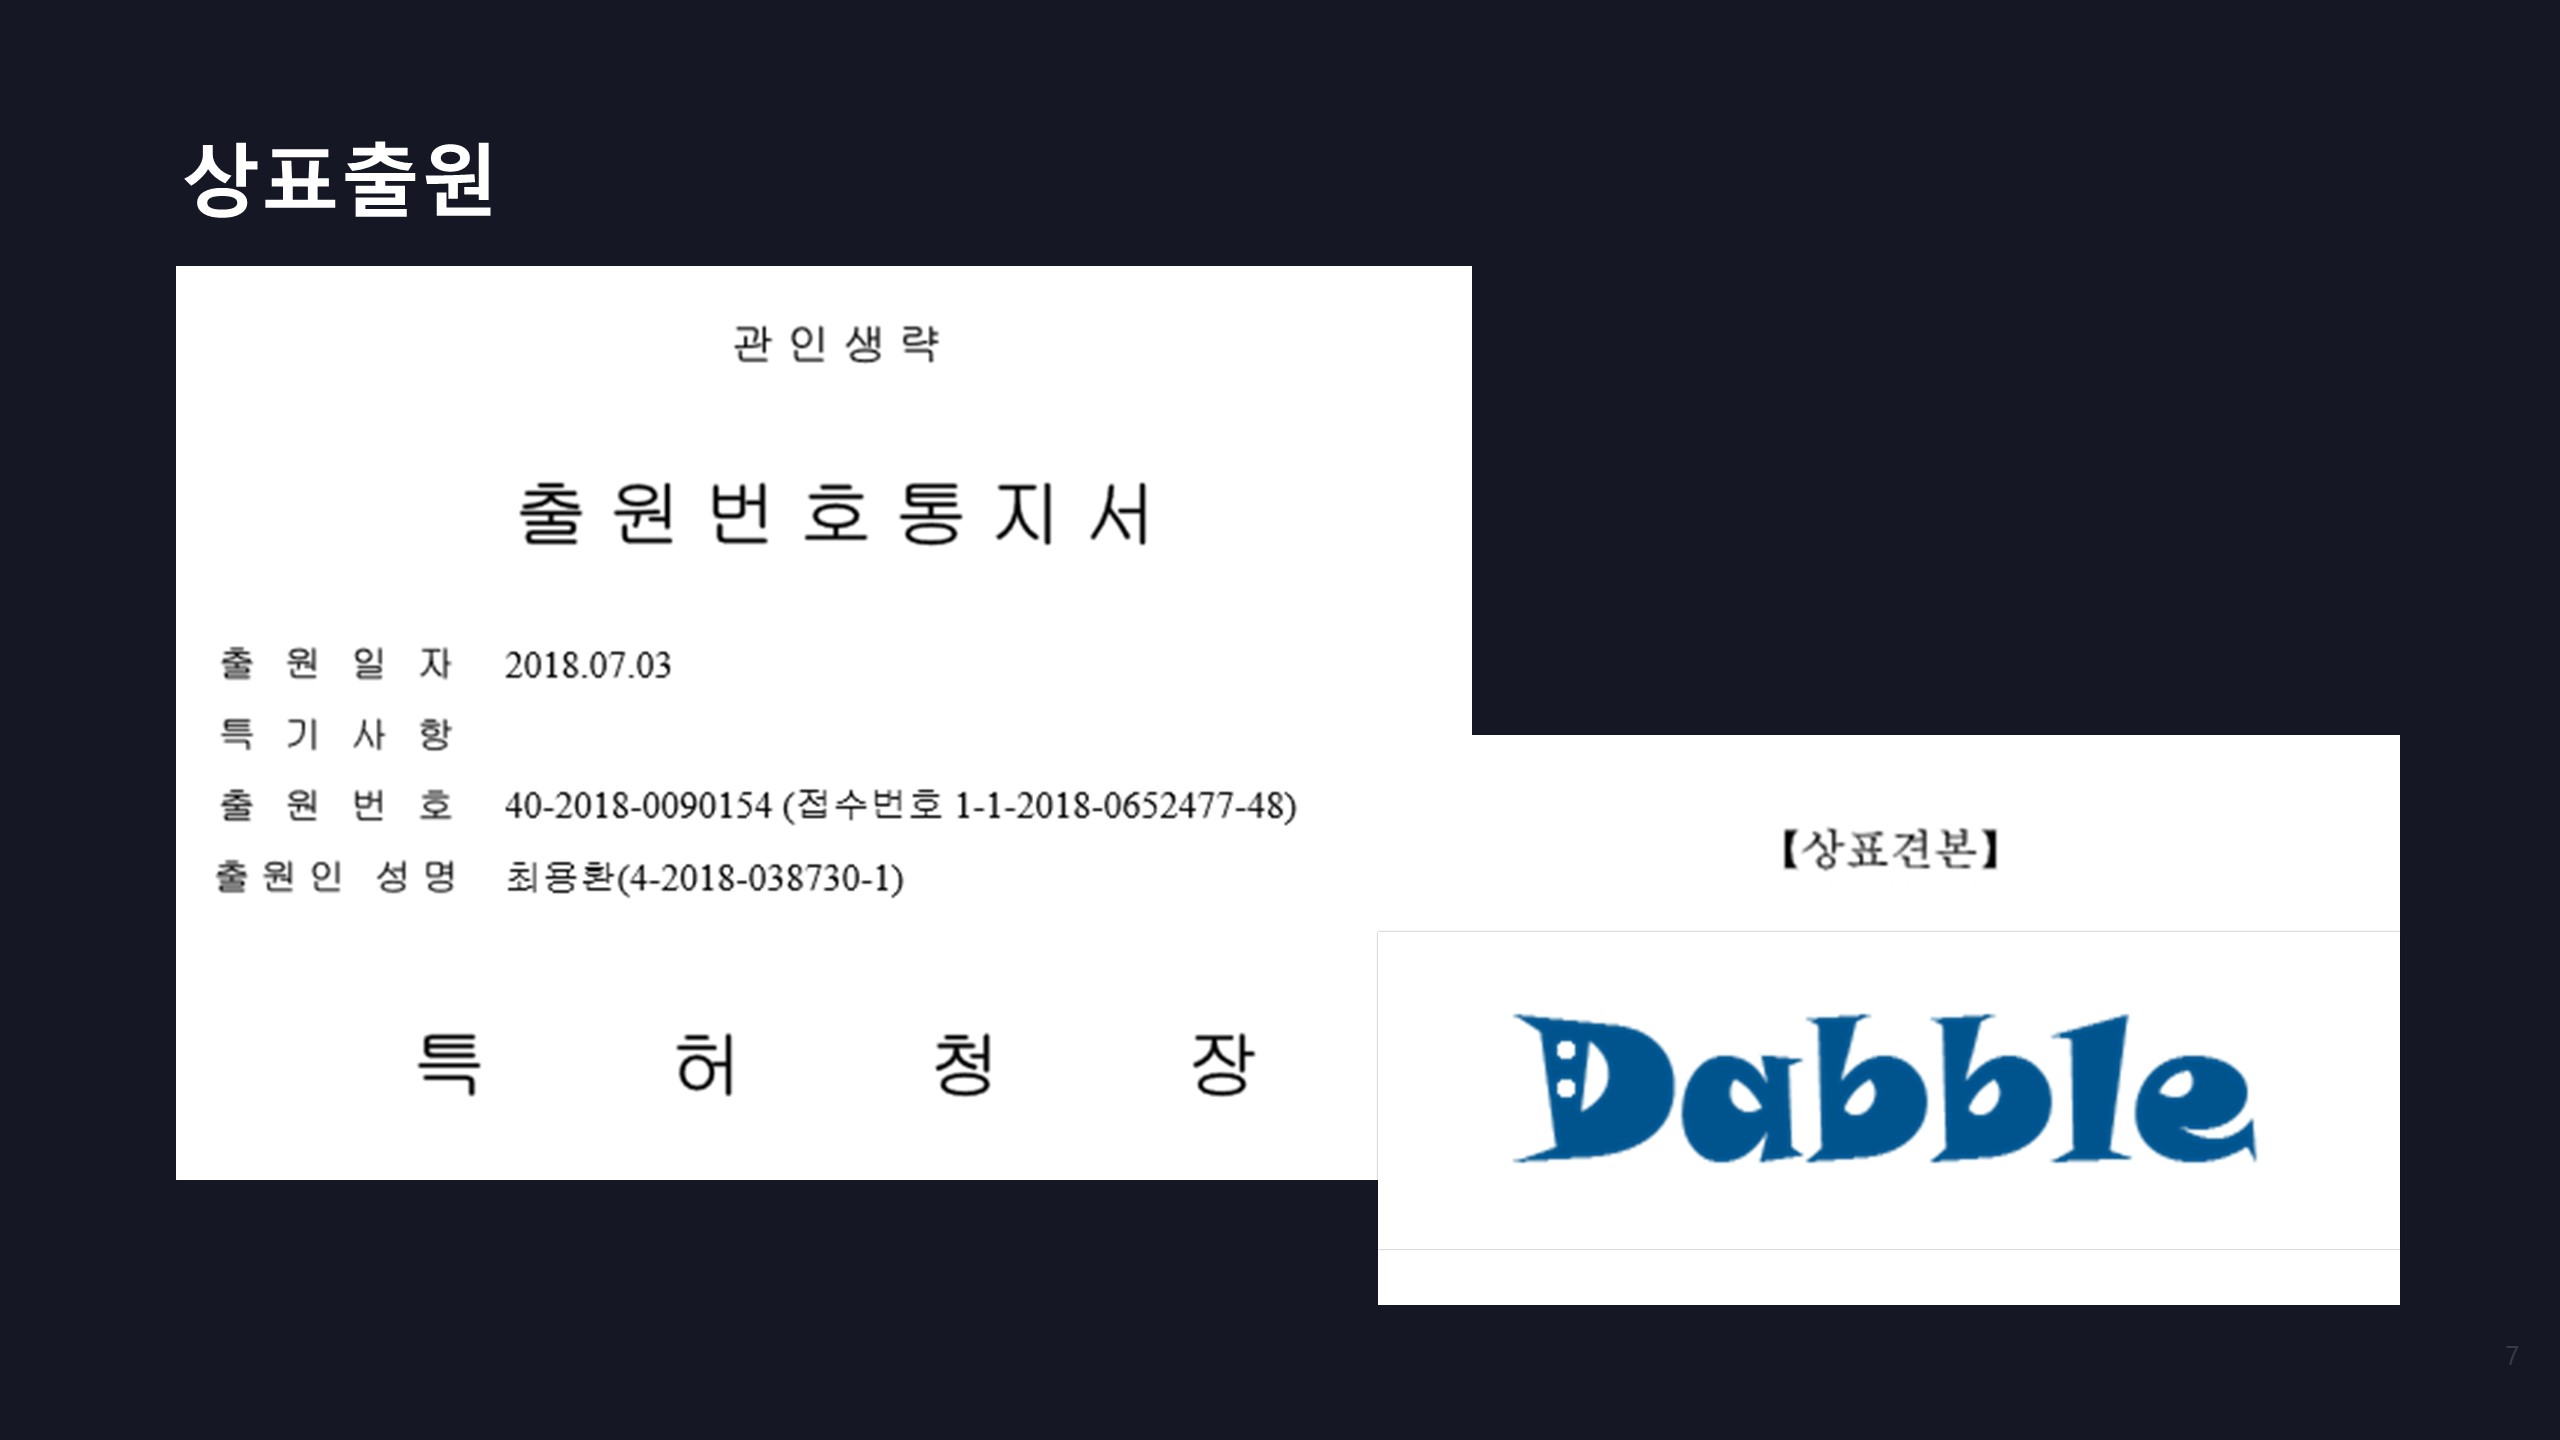 상표출원
관인생략
출원번호통지서
출원일자 2018.07.03
특기사항
출원번호 40-2018-0090154 (접수번호 1-1-2018-0652477-48)
출원인 성명 최용환(4-2018-038730-1)
특허청장
【상표견본】
Dabble
7